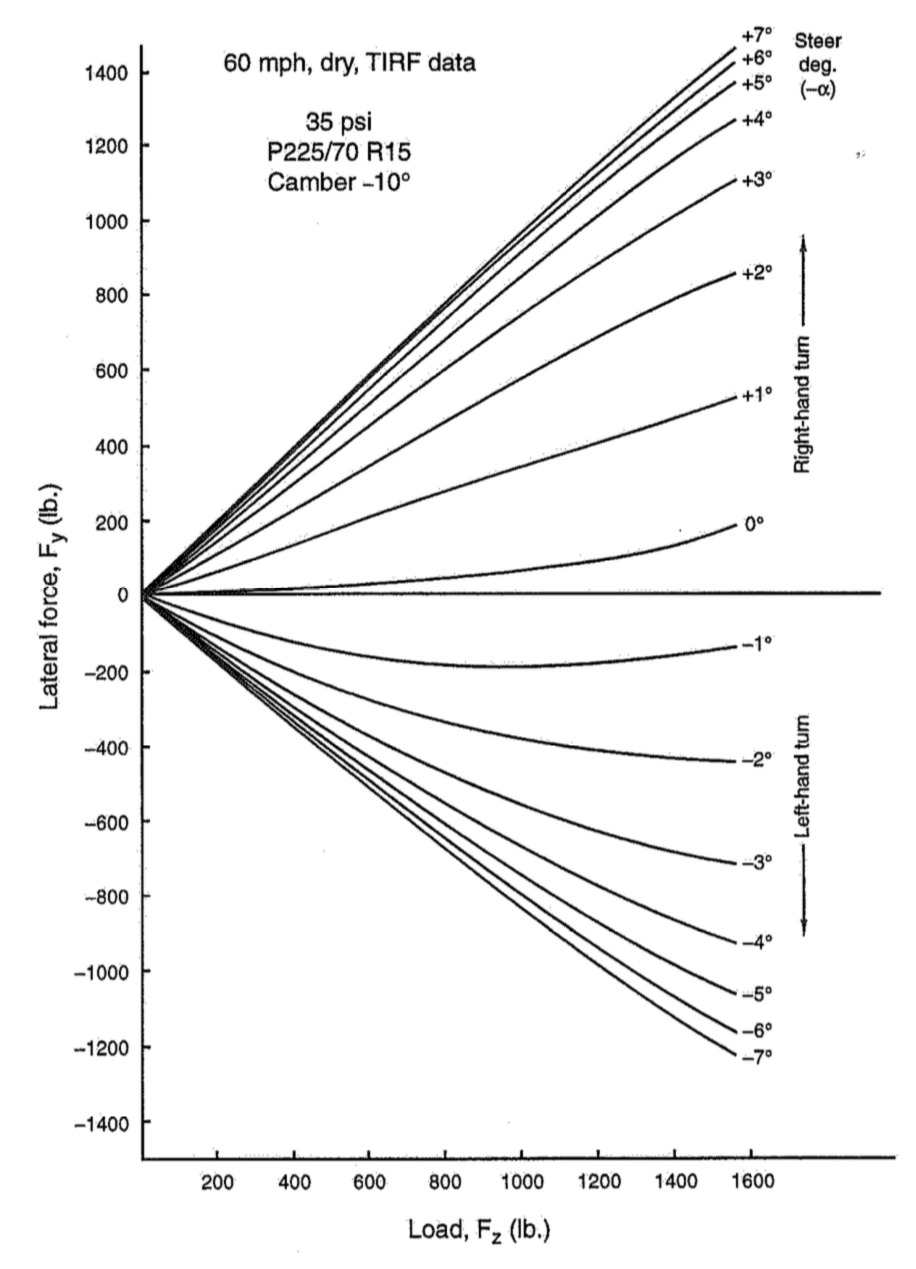 60 mph, dry, TIRF data
35 psi
P225/70 R15
Camber –10°
Steer
deg.
(–α)
+7°
+6°
+5°
+4°
+3°
+2°
+1°
0°
–1°
–2°
–3°
–4°
–5°
–6°
–7°
Right-hand turn
Left-hand turn
Lateral force, Fy (lb.)
1400
1200
1000
800
600
400
200
0
–200
–400
–600
–800
–1000
–1200
–1400
200 400 600 800 1000 1200 1400 1600
Load, Fz (lb.)